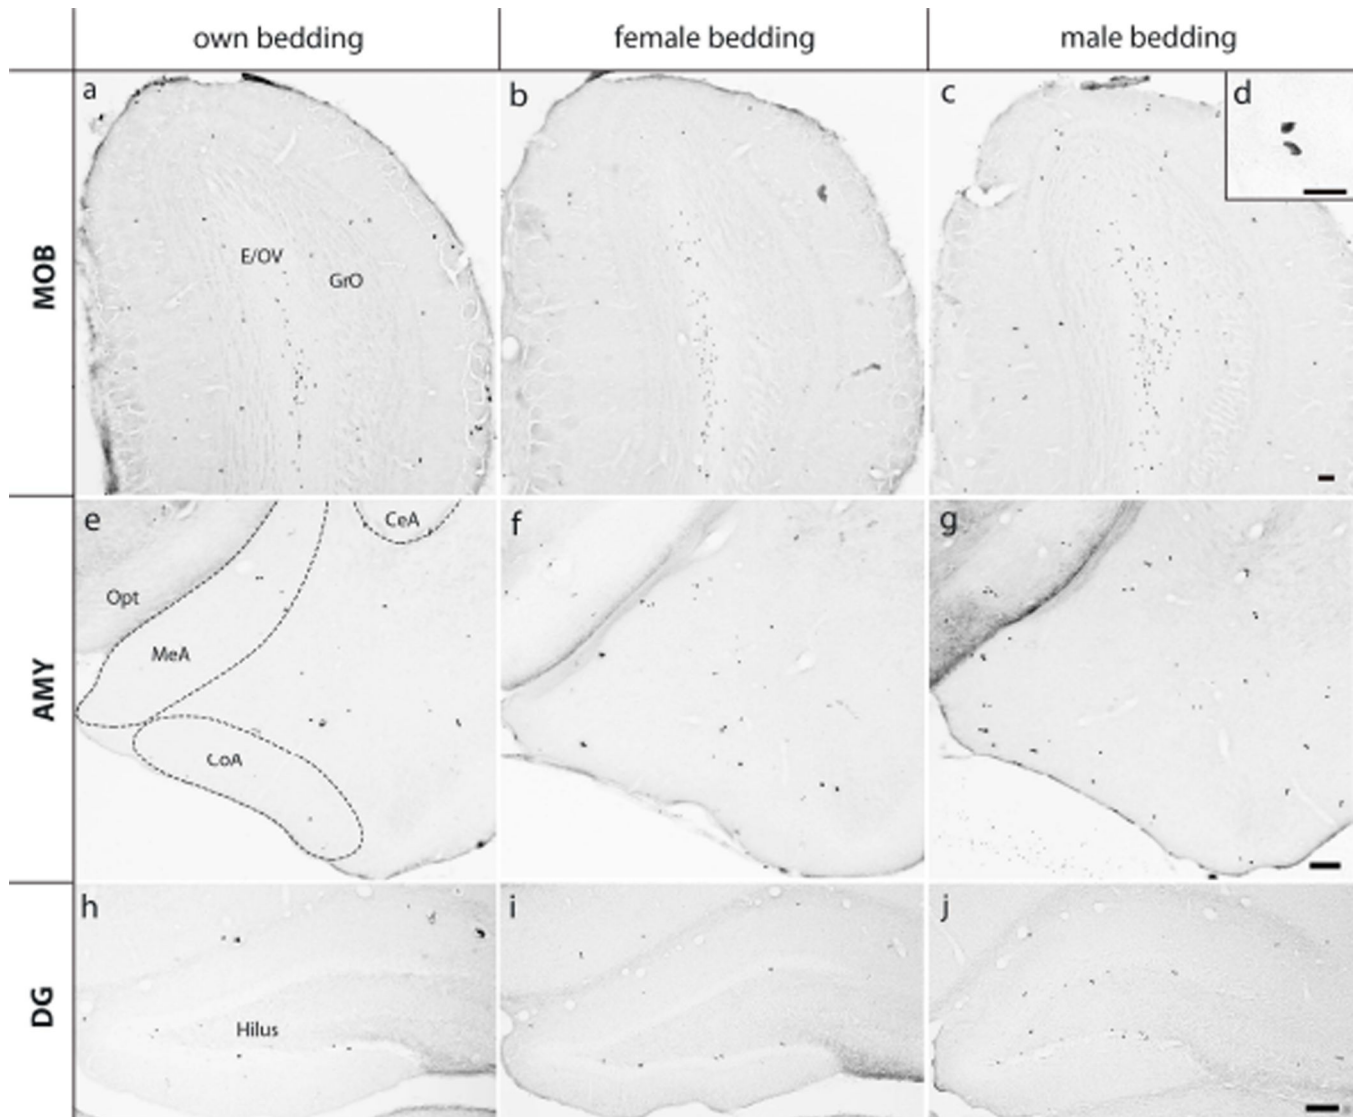 own bedding
female bedding
male bedding
MOB
a
b
c
d
E/OV
GrO
AMY
e
f
g
CeA
Opt
MeA
CoA
DG
h
i
j
Hilus